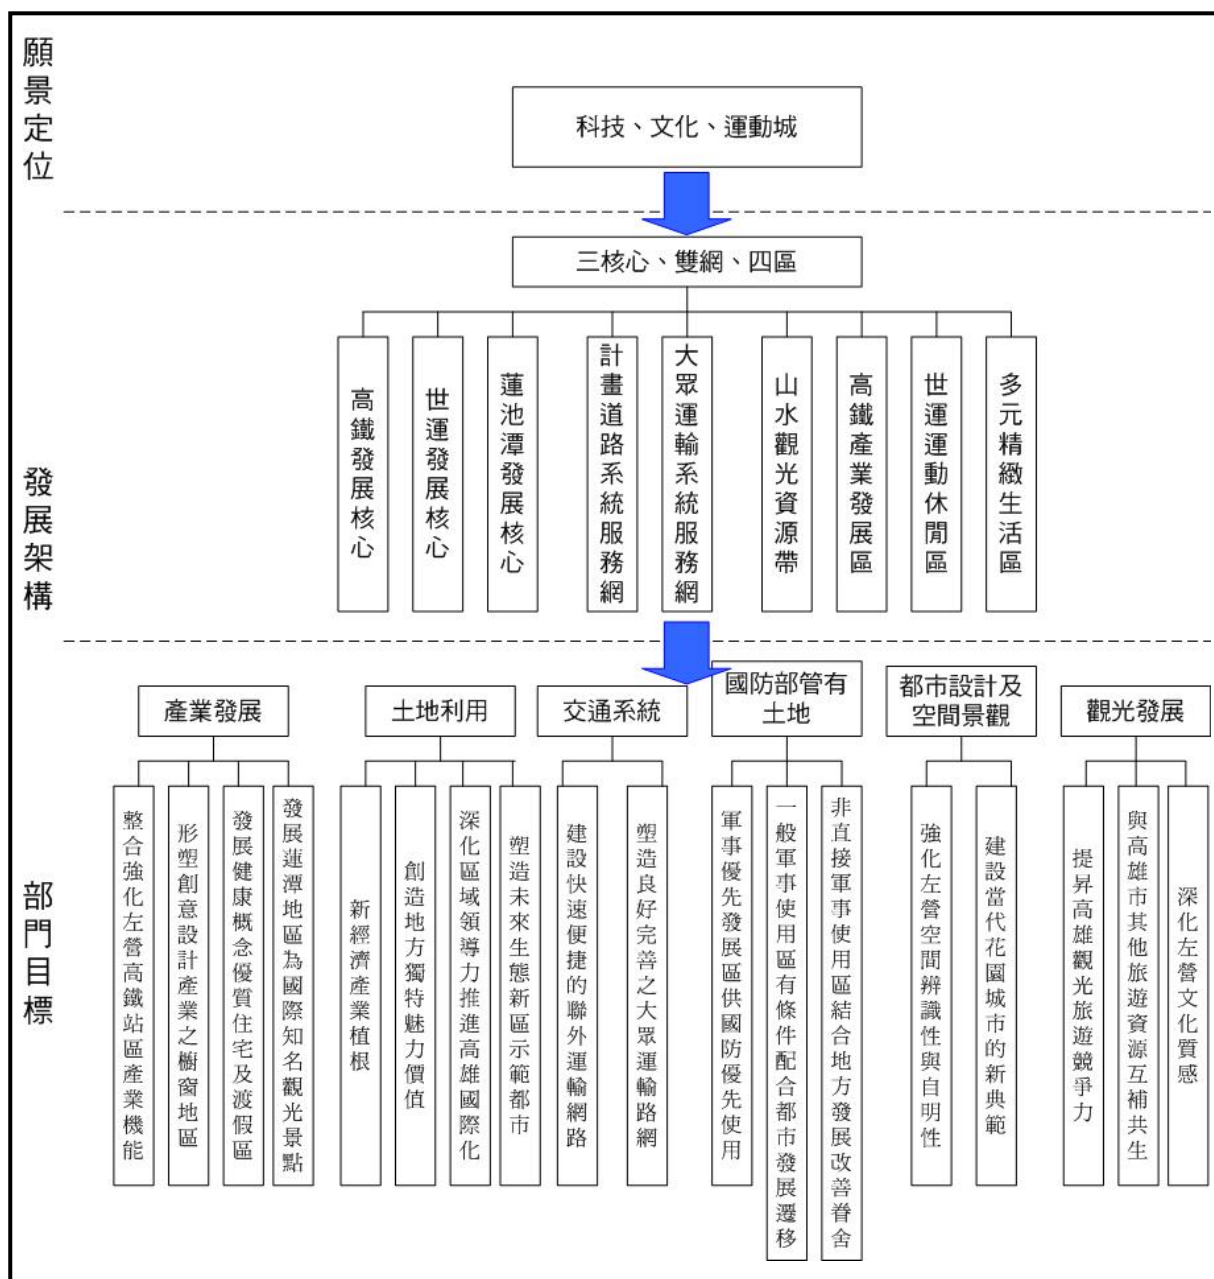 願景定位
科技、文化、運動城
發展架構
三核心、雙網、四區
高鐵發展核心
世運發展核心
蓮池潭發展核心
計畫道路系統服務網
大眾運輸系統服務網
山水觀光資源帶
高鐵產業發展區
世運運動休閒區
多元精緻生活區
部門目標
產業發展
整合強化左營高鐵站區產業機能
形塑創意設計產業之櫥窗地區
發展健康概念優質住宅及渡假區
發展蓮潭地區為國際知名觀光景點
土地利用
新經濟產業植根
創造地方獨特魅力價值
深化區域領導力推進高雄國際化
塑造未來生態新區示範都市
交通系統
建設快速便捷的聯外運輸網路
塑造良好完善之大眾運輸路網
國防部管有
土地
軍事優先發展區供國防優先使用
一般軍事使用區有條件配合都市發展遷移
非直接軍事使用區結合地方發展改善眷舍
都市設計及
空間景觀
強化左營空間辨識性與自明性
建設當代花園城市的新典範
觀光發展
提昇高雄觀光旅遊競爭力
與高雄市其他旅遊資源互補共生
深化左營文化質感